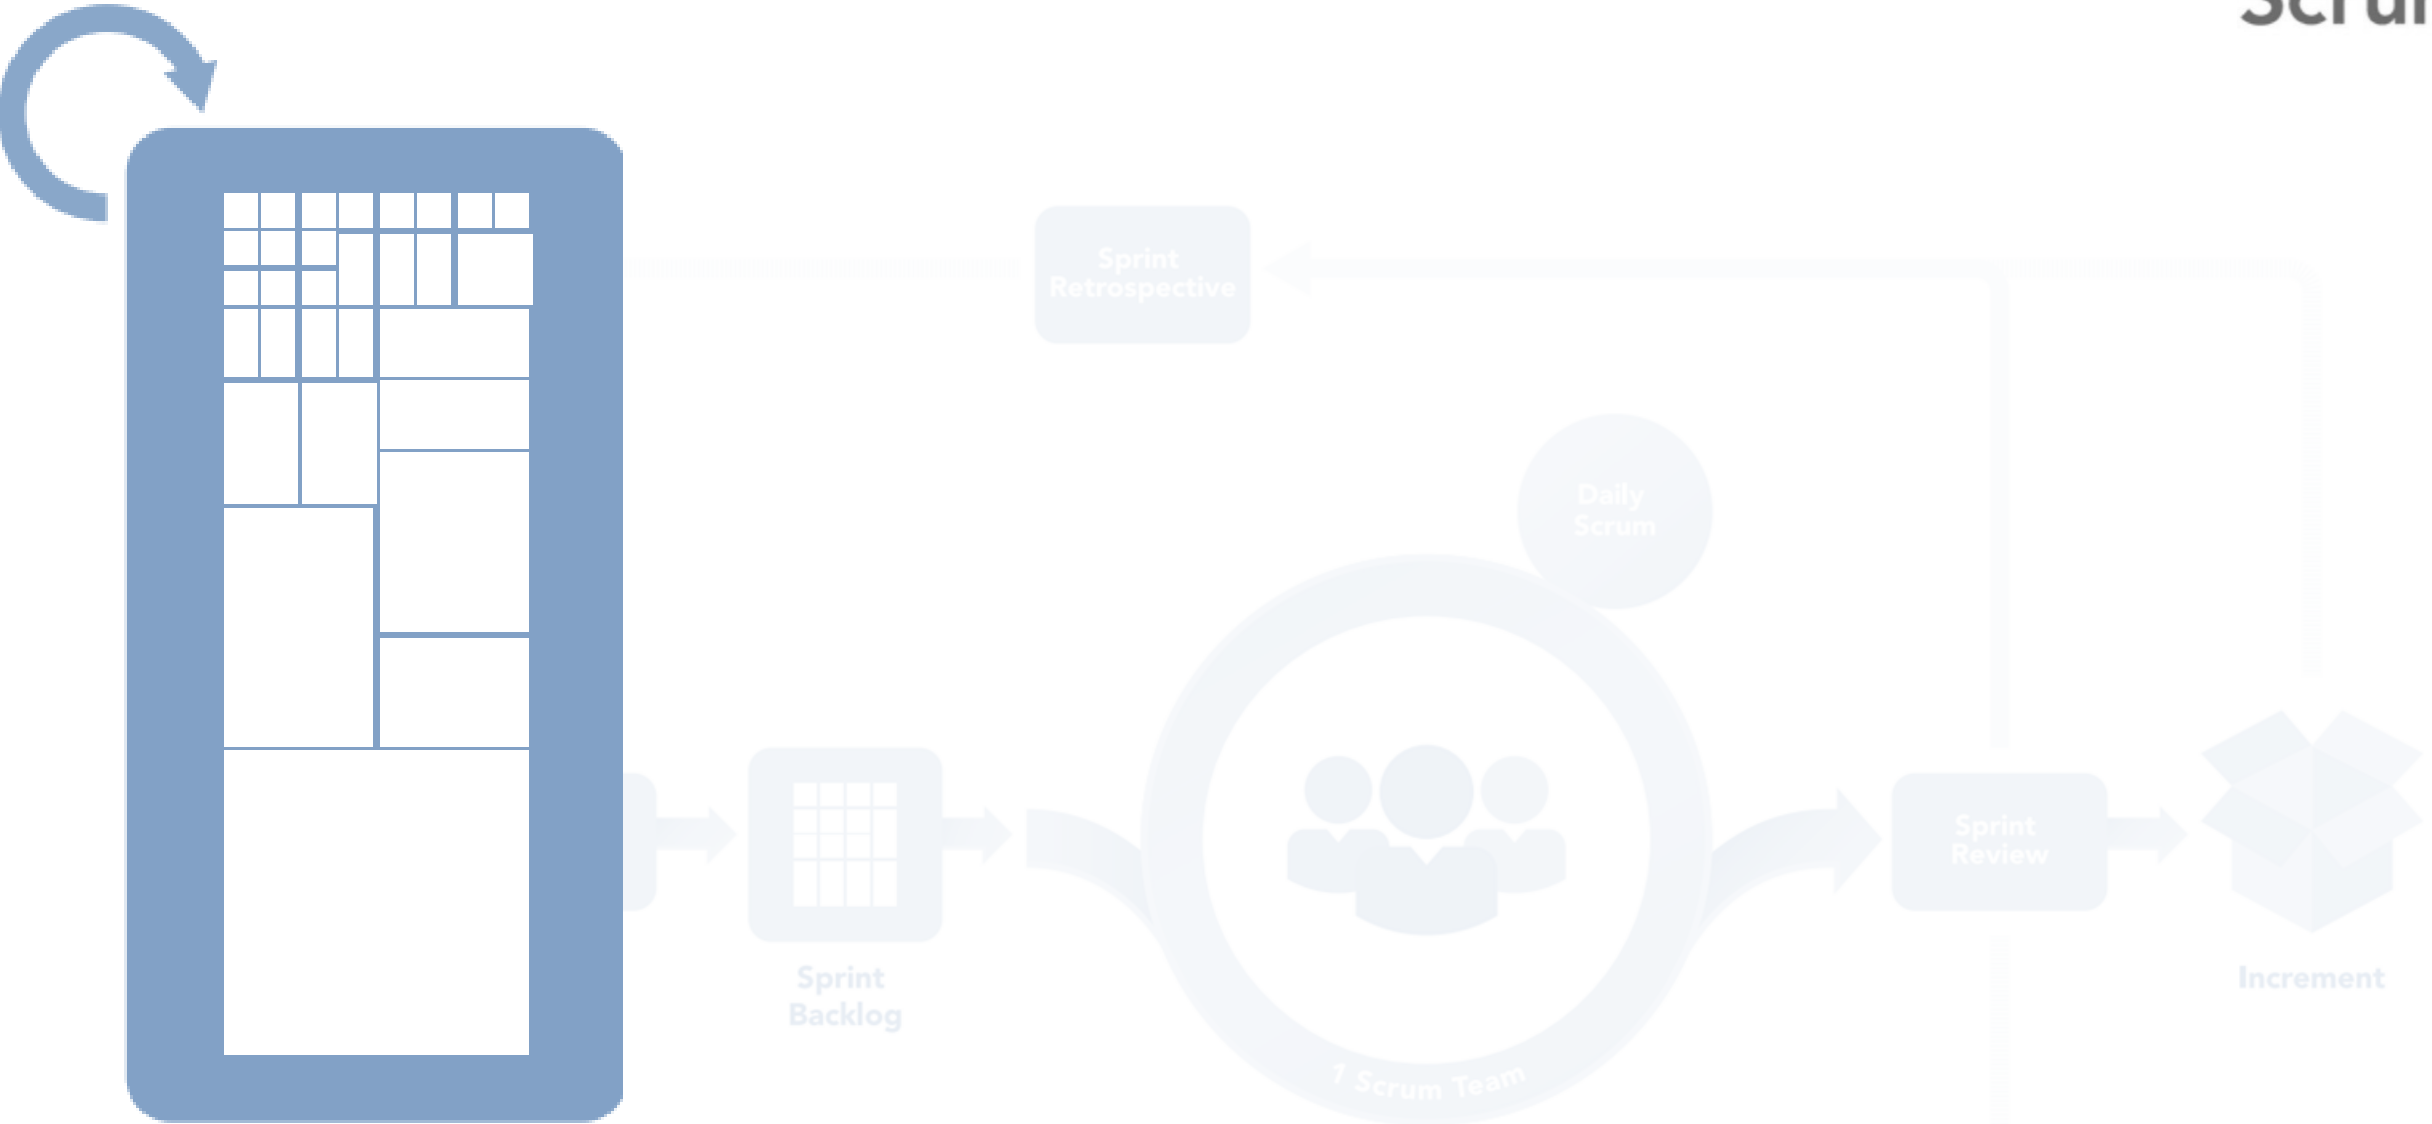 Sprint
Retrospective
Daily
Scrum
Sprint
Review
Sprint
Backlog
Increment
1 Scrum Team